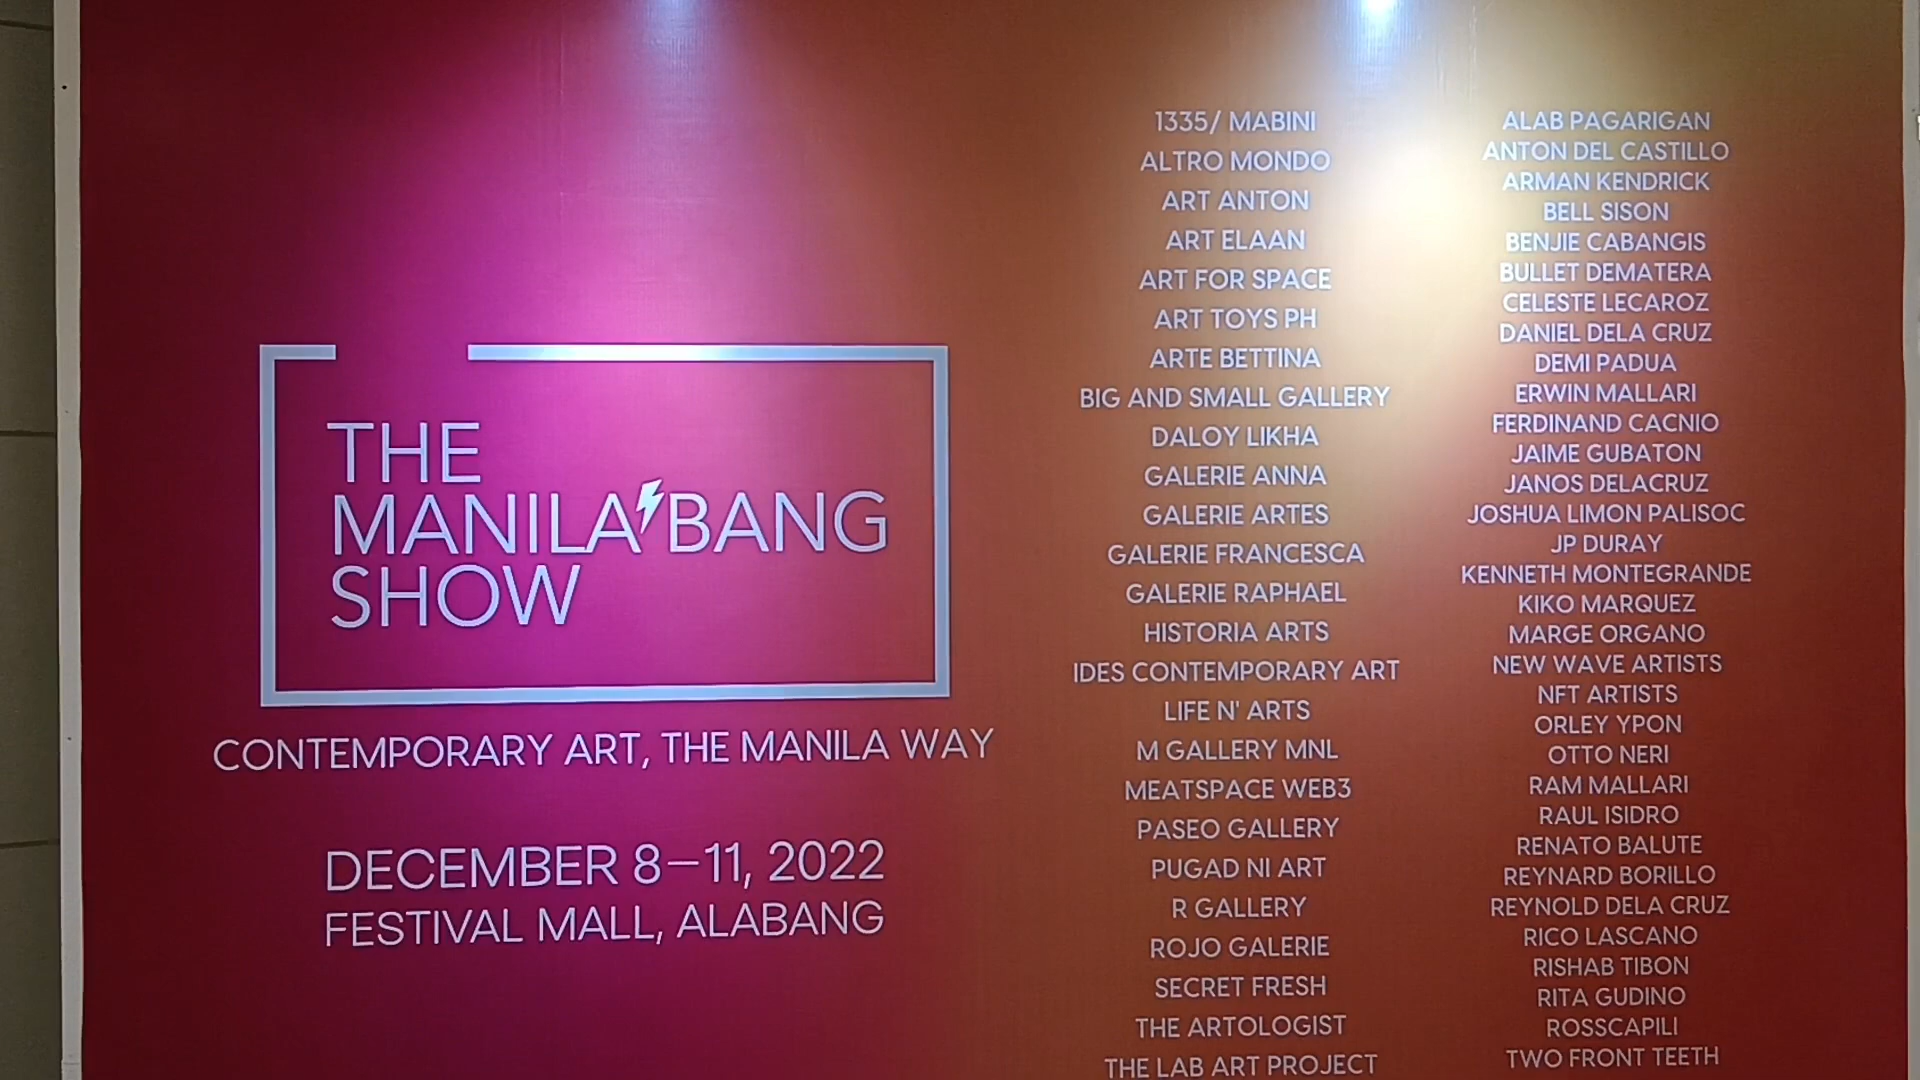 THE
MANILA'BANG
SHOW
CONTEMPORARY ART, THE MANILA WAY
DECEMBER 8–11, 2022
FESTIVAL MALL, ALABANG
1335/ MABINI
ALTRO MONDO
ART ANTON
ART ELAAN
ART FOR SPACE
ART TOYS PH
ARTE BETTINA
BIG AND SMALL GALLERY
DALOY LIKHA
GALERIE ANNA
GALERIE ARTES
GALERIE FRANCESCA
GALERIE RAPHAEL
HISTORIA ARTS
IDES CONTEMPORARY ART
LIFE N' ARTS
M GALLERY MNL
MEATSPACE WEB3
PASEO GALLERY
PUGAD NI ART
R GALLERY
ROJO GALERIE
SECRET FRESH
THE ARTOLOGIST
THE LAB ART PROJECT
ALAB PAGARIGAN
ANTON DEL CASTILLO
ARMAN KENDRICK
BELL SISON
BENJIE CABANGIS
BULLET DEMATERA
CELESTE LECAROZ
DANIEL DELA CRUZ
DEMI PADUA
ERWIN MALLARI
FERDINAND CACNIO
JAIME GUBATON
JANOS DELACRUZ
JOSHUA LIMON PALISOC
JP DURAY
KENNETH MONTEGRANDE
KIKO MARQUEZ
MARGE ORGANO
NEW WAVE ARTISTS
NFT ARTISTS
ORLEY YPON
OTTO NERI
RAM MALLARI
RAUL ISIDRO
RENATO BALUTE
REYNARD BORILLO
REYNOLD DELA CRUZ
RICO LASCANO
RISHAB TIBON
RITA GUDINO
ROSSCAPILI
TWO FRONT TEETH